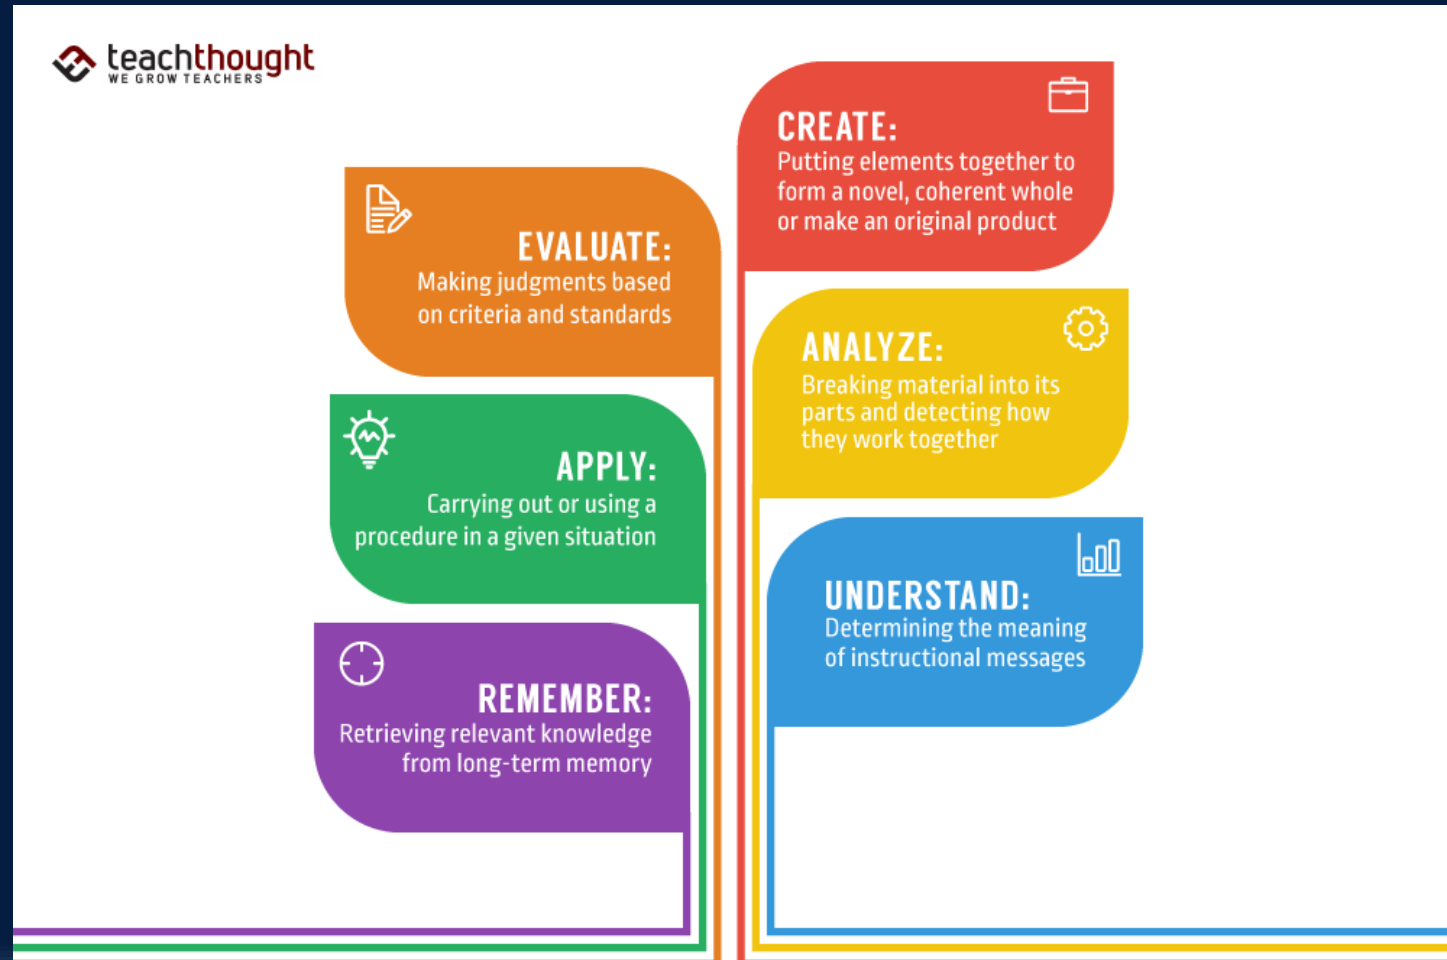 teachthought
WE GROW TEACHERS
CREATE:
Putting elements together to
form a novel, coherent whole
or make an original product
EVALUATE:
Making judgments based
on criteria and standards
ANALYZE:
Breaking material into its
parts and detecting how
they work together
APPLY:
Carrying out or using a
procedure in a given situation
UNDERSTAND:
Determining the meaning
of instructional messages
REMEMBER:
Retrieving relevant knowledge
from long-term memory